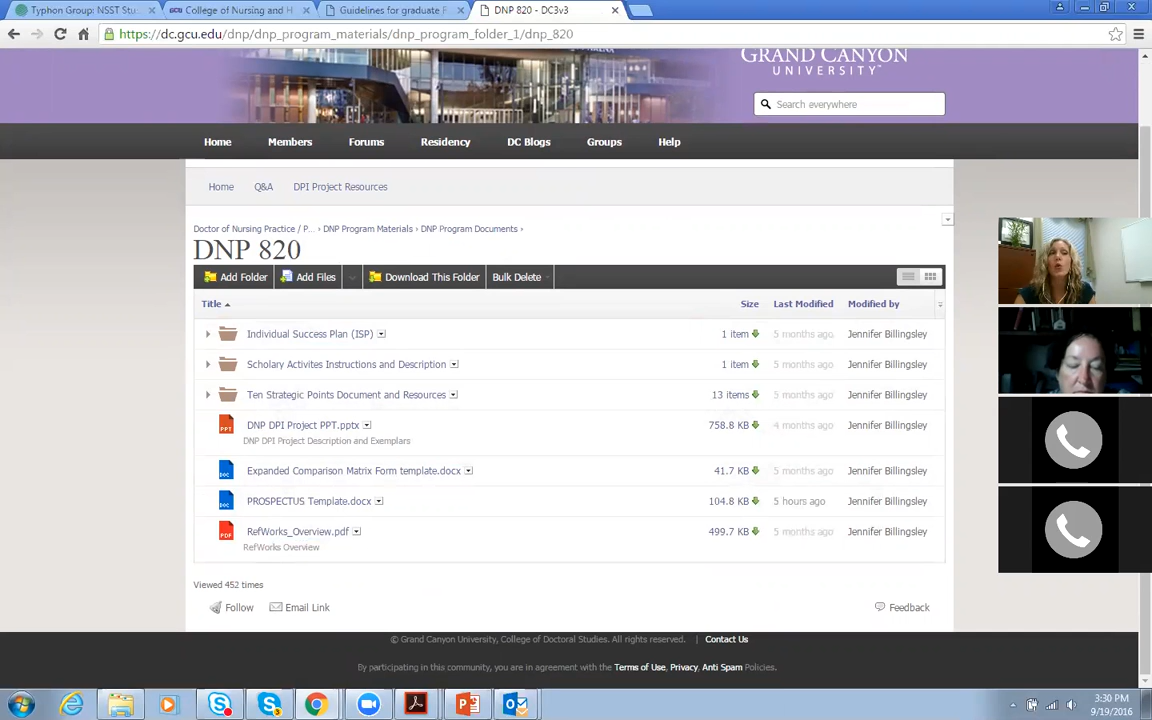 Typhon Group: NSST Stu
GCU College of Nursing and H
Guidelines for graduate
DNP 820 - DC3v3
https://dc.gcu.edu/dnp/dnp_program_materials/dnp_program_folder_1/dnp_820
GRAND CANYON
UNIVERSITY™
Search everywhere
Home Members Forums Residency DC Blogs Groups Help
Home Q&A DPI Project Resources
Doctor of Nursing Practice / P... › DNP Program Materials › DNP Program Documents ›
DNP 820
Add Folder Add Files Download This Folder Bulk Delete
Title Size Last Modified Modified by
Individual Success Plan (ISP) 1 item 5 months ago Jennifer Billingsley
Scholary Activites Instructions and Description 1 item 5 months ago Jennifer Billingsley
Ten Strategic Points Document and Resources 13 items 5 months ago Jennifer Billingsley
PPT DNP DPI Project PPT.pptx 758.8 KB 4 months ago Jennifer Billingsley
DNP DPI Project Description and Exemplars
DOC Expanded Comparison Matrix Form template.docx 41.7 KB 5 months ago Jennifer Billingsley
DOC PROSPECTUS Template.docx 104.8 KB 5 hours ago Jennifer Billingsley
PDF RefWorks_Overview.pdf 499.7 KB 5 months ago Jennifer Billingsley
RefWorks Overview
Viewed 452 times
Follow Email Link Feedback
© Grand Canyon University, College of Doctoral Studies. All rights reserved. | Contact Us
By participating in this community, you are in agreement with the Terms of Use, Privacy, Anti Spam Policies.
3:30 PM
9/19/2016